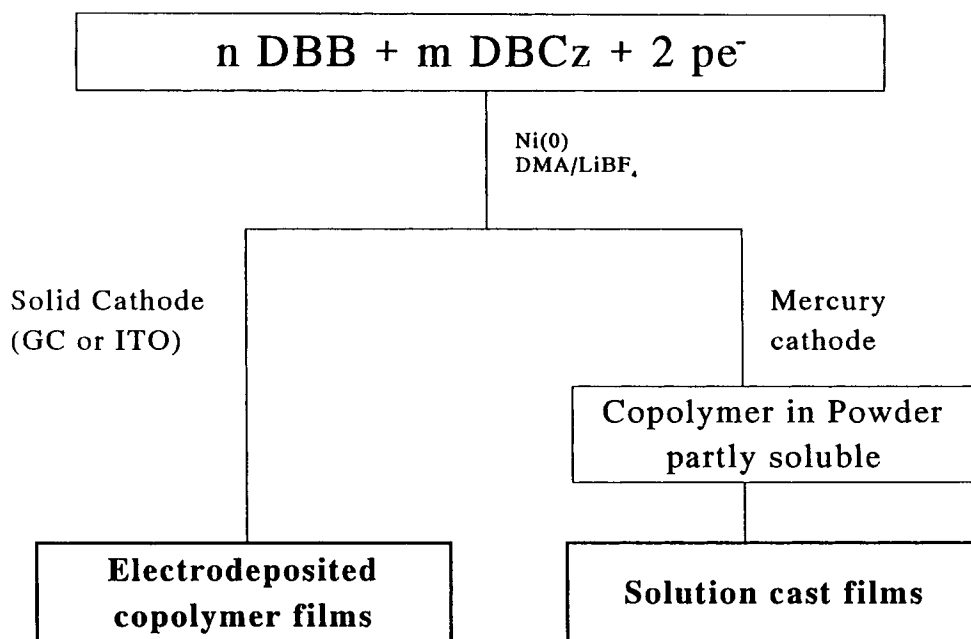 n DBB + m DBCz + 2 pe⁻
Ni(0)
DMA/LiBF₄
Solid Cathode
(GC or ITO)
Mercury
cathode
Copolymer in Powder
partly soluble
Electrodeposited
copolymer films
Solution cast films